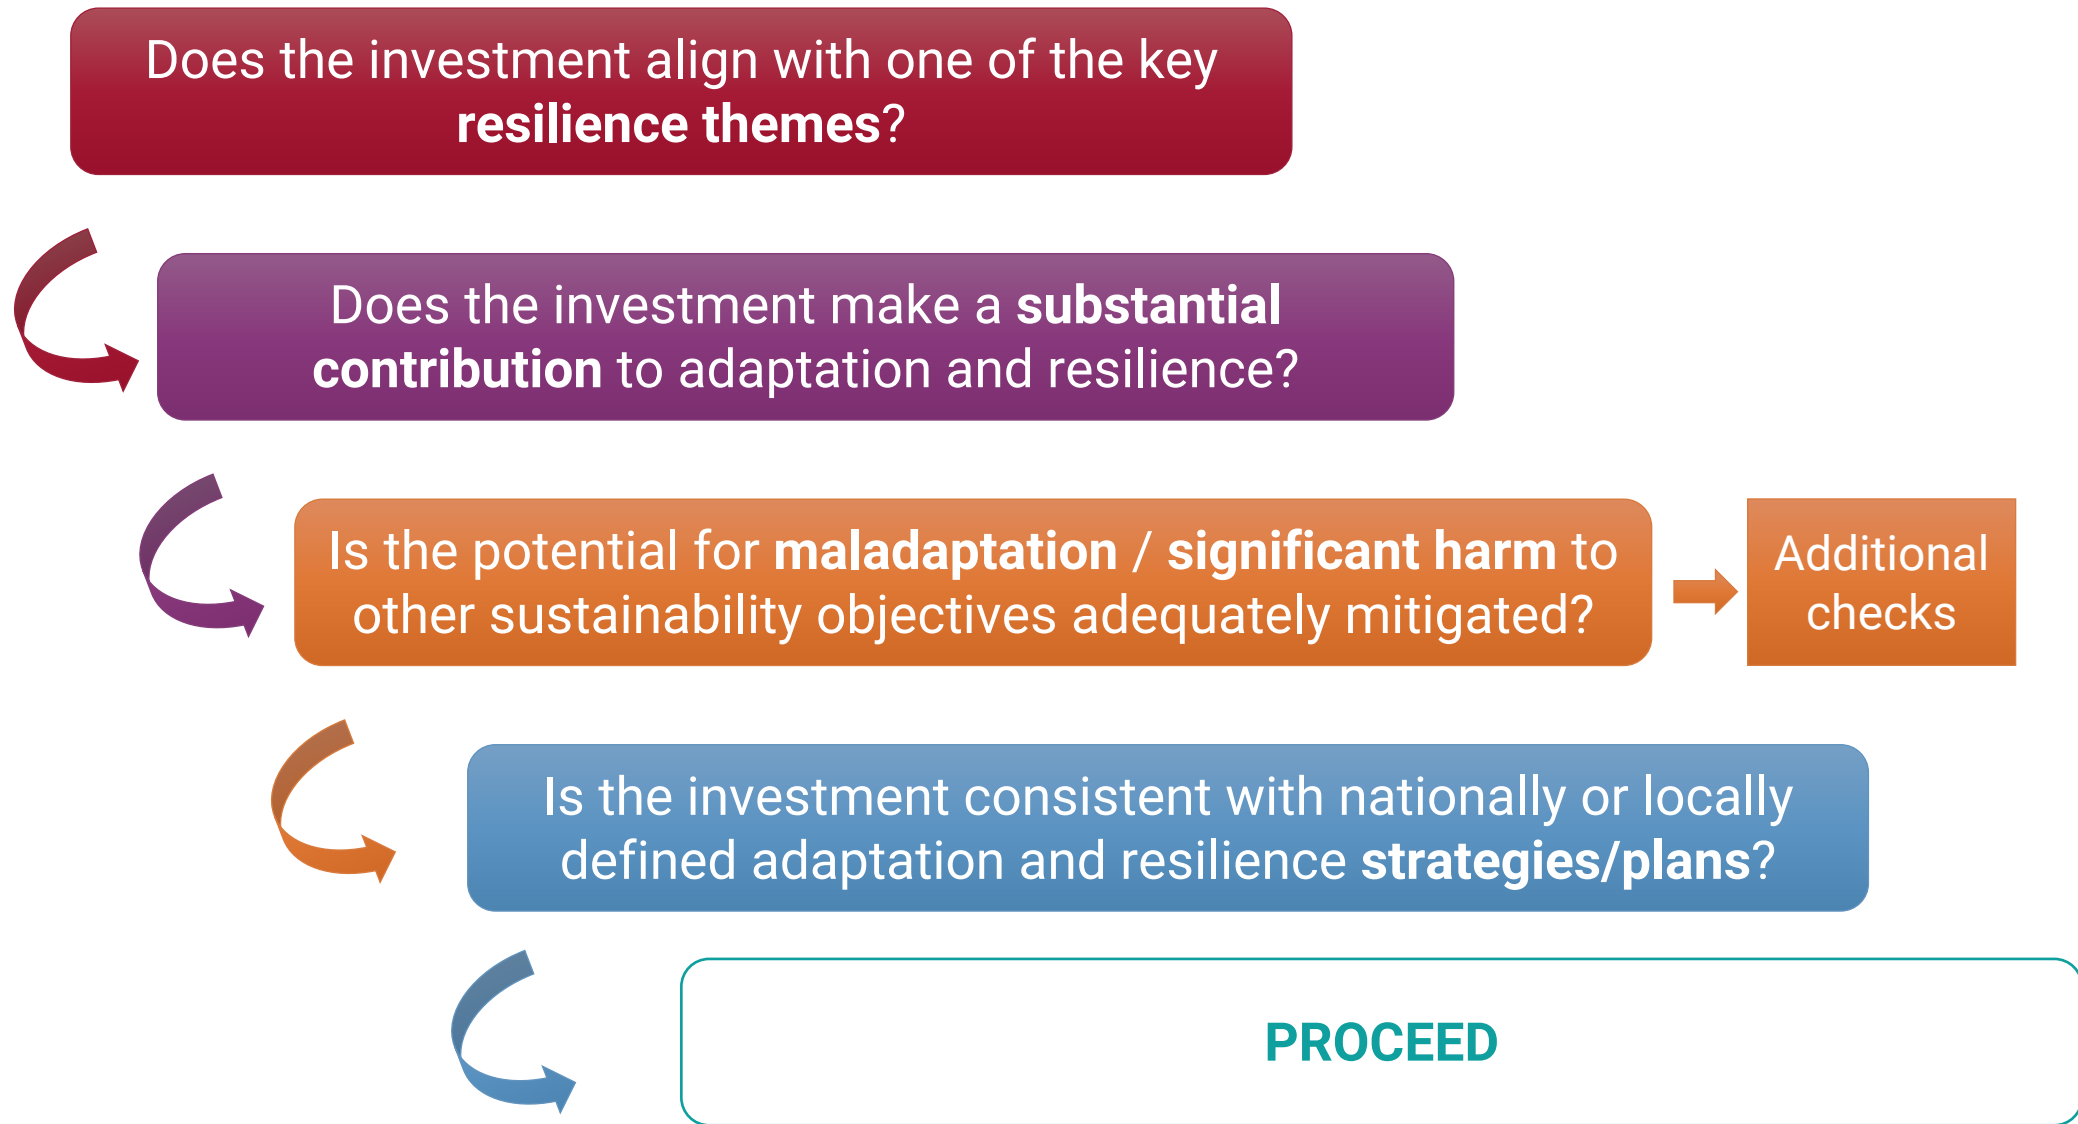 Does the investment align with one of the key
resilience themes?
Does the investment make a substantial
contribution to adaptation and resilience?
Is the potential for maladaptation / significant harm to
other sustainability objectives adequately mitigated?
Additional
checks
Is the investment consistent with nationally or locally
defined adaptation and resilience strategies/plans?
PROCEED